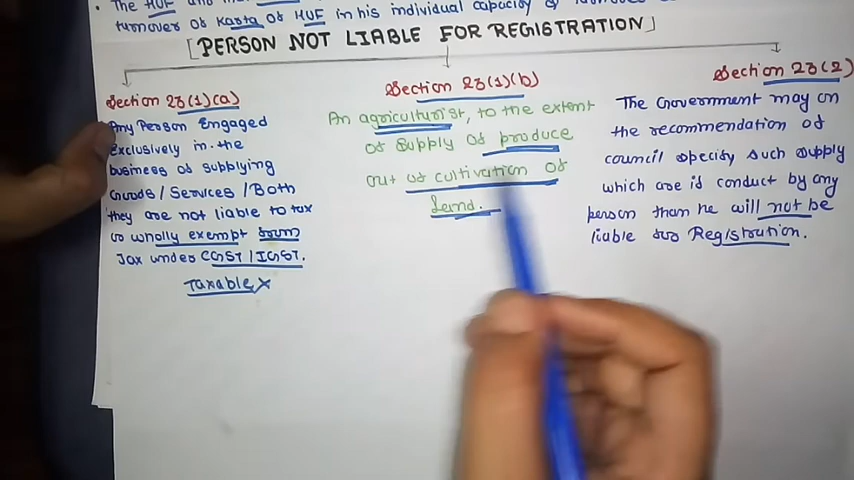 • The HUF and
turnover of Karta of HUF in his individual capacity
[PERSON NOT LIABLE FOR REGISTRATION]
Section 23(1)(a)
Any Person Engaged
exclusively in the
business of supplying
Goods / Services / Both
they are not liable to tax
or wholly exempt from
Tax under CGST/IGST.
Taxable X
Section 23(1)(b)
An agriculturist, to the extent
of supply of produce
out of cultivation of
land.
Section 23(2)
The Government may on
the recommendation of
council specify such supply
which are is conduct by any
person than he will not be
liable for Registration.